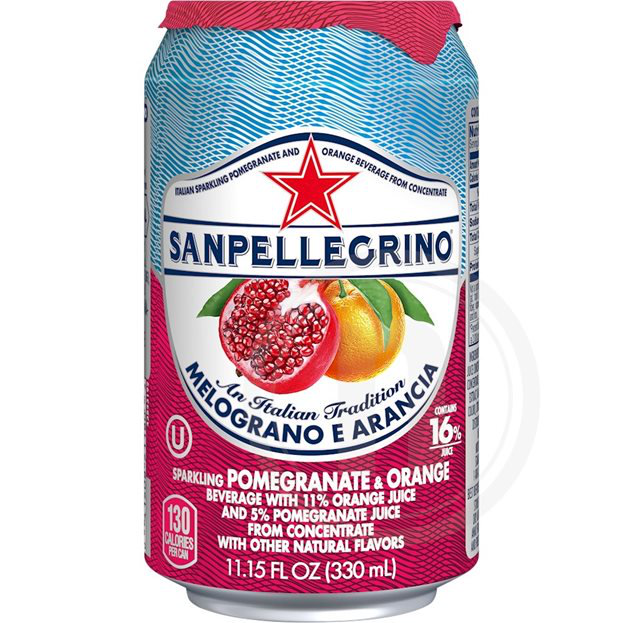 ITALIAN SPARKLING POMEGRANATE AND ORANGE BEVERAGE FROM CONCENTRATE
SANPELLEGRINO®
An Italian Tradition
MELOGRANO E ARANCIA
CONTAINS
16%
JUICE
U
SPARKLING POMEGRANATE & ORANGE
BEVERAGE WITH 11% ORANGE JUICE
AND 5% POMEGRANATE JUICE
FROM CONCENTRATE
WITH OTHER NATURAL FLAVORS
130
CALORIES
PER CAN
11.15 FL OZ (330 mL)